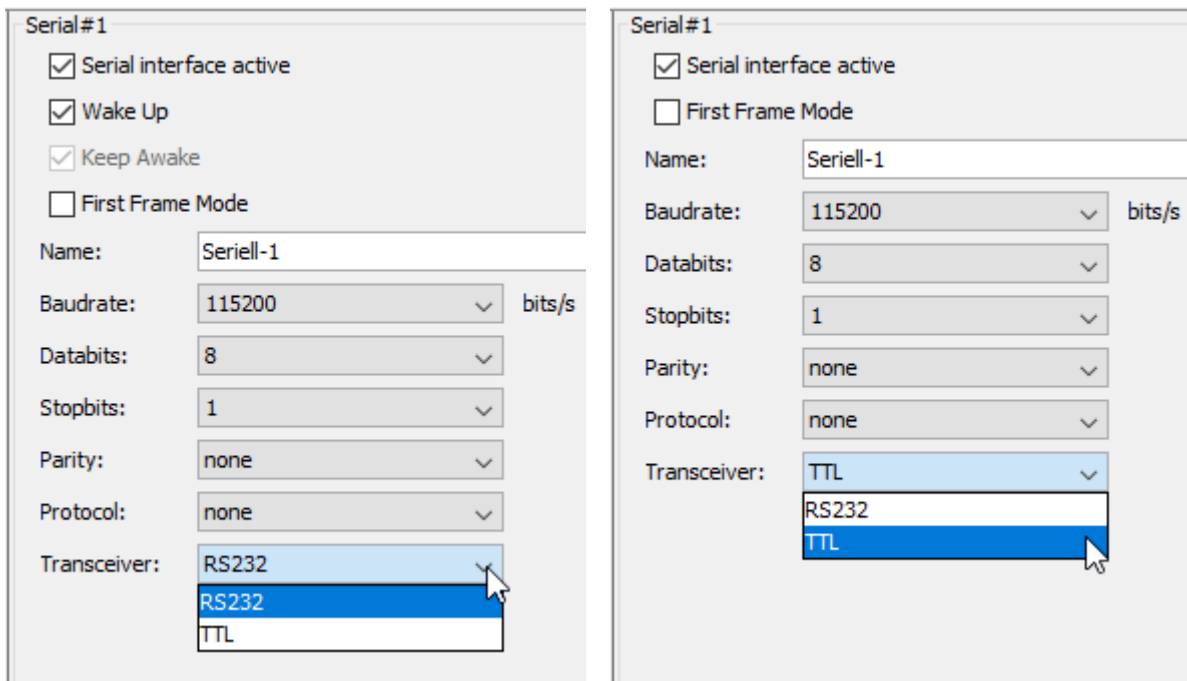 Serial#1
Serial interface active
Wake Up
Keep Awake
First Frame Mode
Name: Seriell-1
Baudrate: 115200 bits/s
Databits: 8
Stopbits: 1
Parity: none
Protocol: none
Transceiver: RS232
RS232
TTL
Serial#1
Serial interface active
First Frame Mode
Name: Seriell-1
Baudrate: 115200 bits/s
Databits: 8
Stopbits: 1
Parity: none
Protocol: none
Transceiver: TTL
RS232
TTL